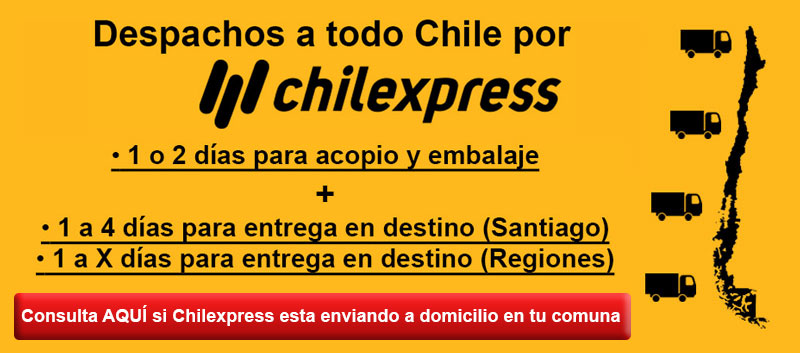 Despachos a todo Chile por
chilexpress
• 1 o 2 días para acopio y embalaje
+
• 1 a 4 días para entrega en destino (Santiago)
• 1 a X días para entrega en destino (Regiones)
Consulta AQUÍ si Chilexpress esta enviando a domicilio en tu comuna